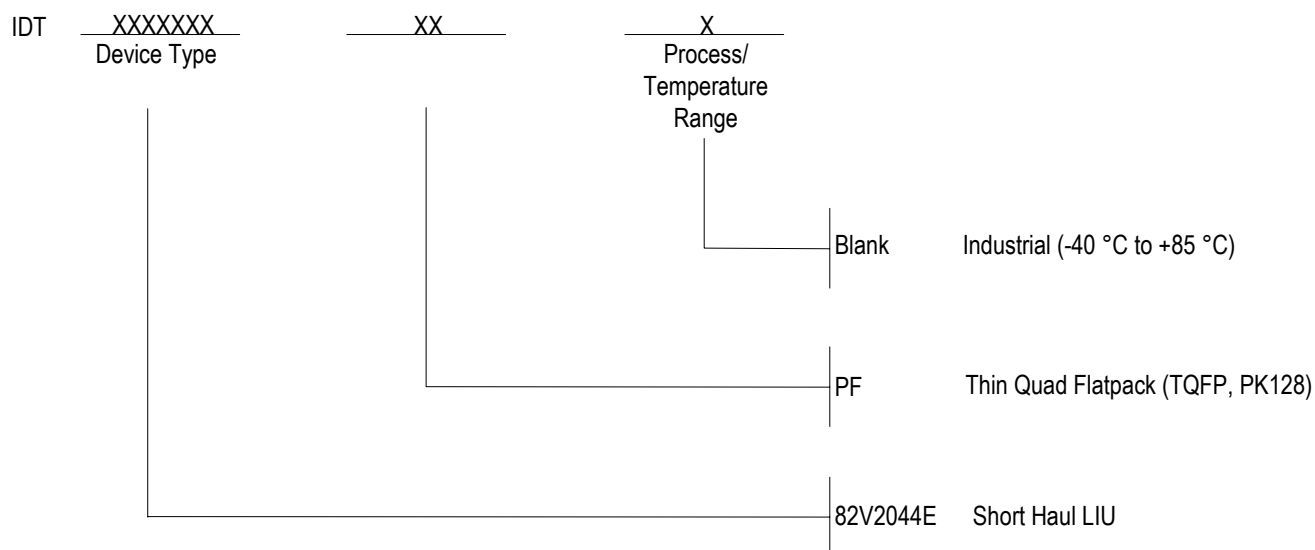 IDT XXXXXXX XX X
Device Type
Process/
Temperature
Range
Blank Industrial (-40 °C to +85 °C)
PF Thin Quad Flatpack (TQFP, PK128)
82V2044E Short Haul LIU